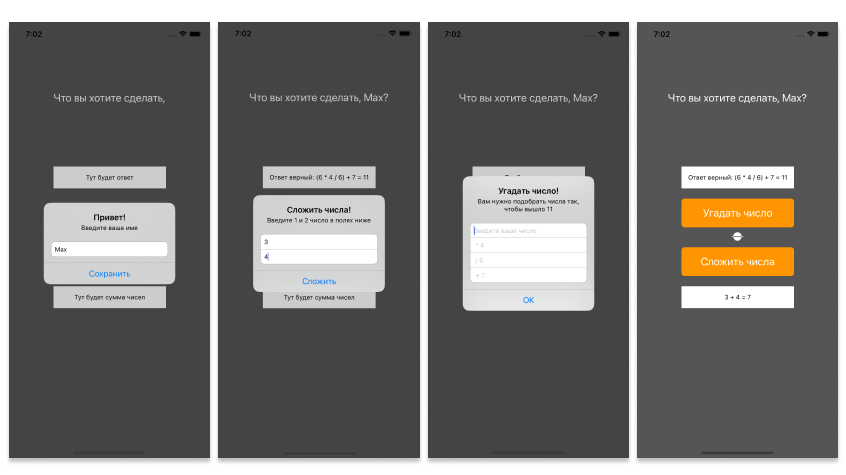 7:02
Что вы хотите сделать,
Тут будет ответ
Привет!
Введите ваше имя
Max
Сохранить
Тут будет сумма чисел
7:02
Что вы хотите сделать, Max?
Ответ верный: (6 * 4 / 6) + 7 = 11
Сложить числа!
Введите 1 и 2 число в полях ниже
3
4
Сложить
Тут будет сумма чисел
7:02
Что вы хотите сделать, Max?
Угадать число!
Вам нужно подобрать числа так,
чтобы вышло 11
Введите ваше число
* 4
/ 6
+ 7
OK
7:02
Что вы хотите сделать, Max?
Ответ верный: (6 * 4 / 6) + 7 = 11
Угадать число
Сложить числа
3 + 4 = 7